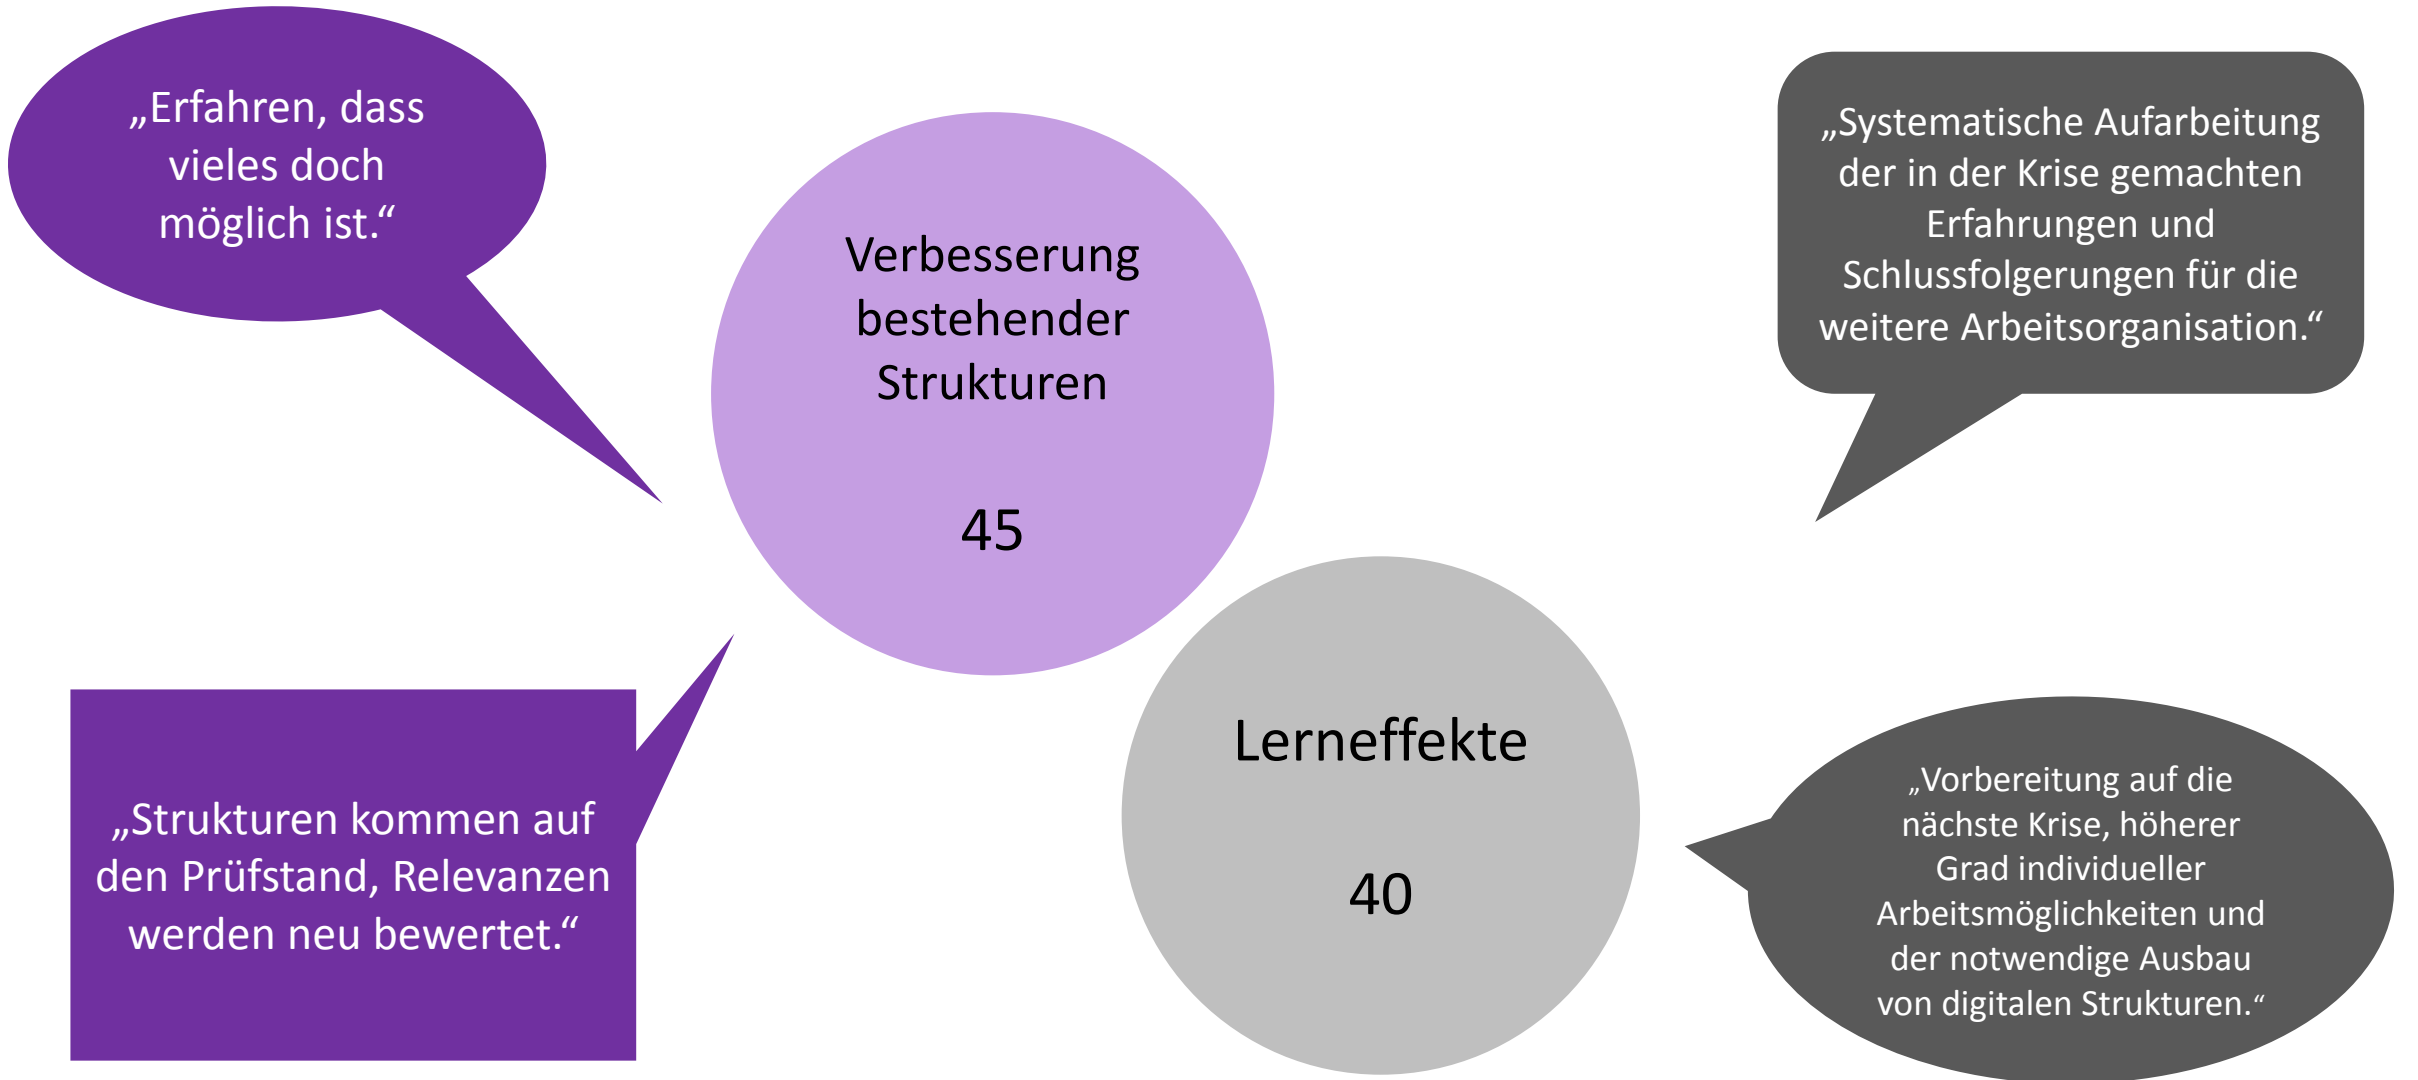 „Erfahren, dass
vieles doch
möglich ist.“
Verbesserung
bestehender
Strukturen
45
„Systematische Aufarbeitung
der in der Krise gemachten
Erfahrungen und
Schlussfolgerungen für die
weitere Arbeitsorganisation.“
„Strukturen kommen auf
den Prüfstand, Relevanzen
werden neu bewertet.“
Lerneffekte
40
„Vorbereitung auf die
nächste Krise, höherer
Grad individueller
Arbeitsmöglichkeiten und
der notwendige Ausbau
von digitalen Strukturen.“